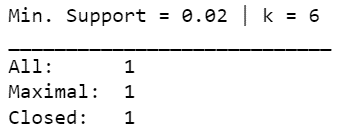 Min. Support = 0.02 | k = 6
____________________________
All: 1
Maximal: 1
Closed: 1